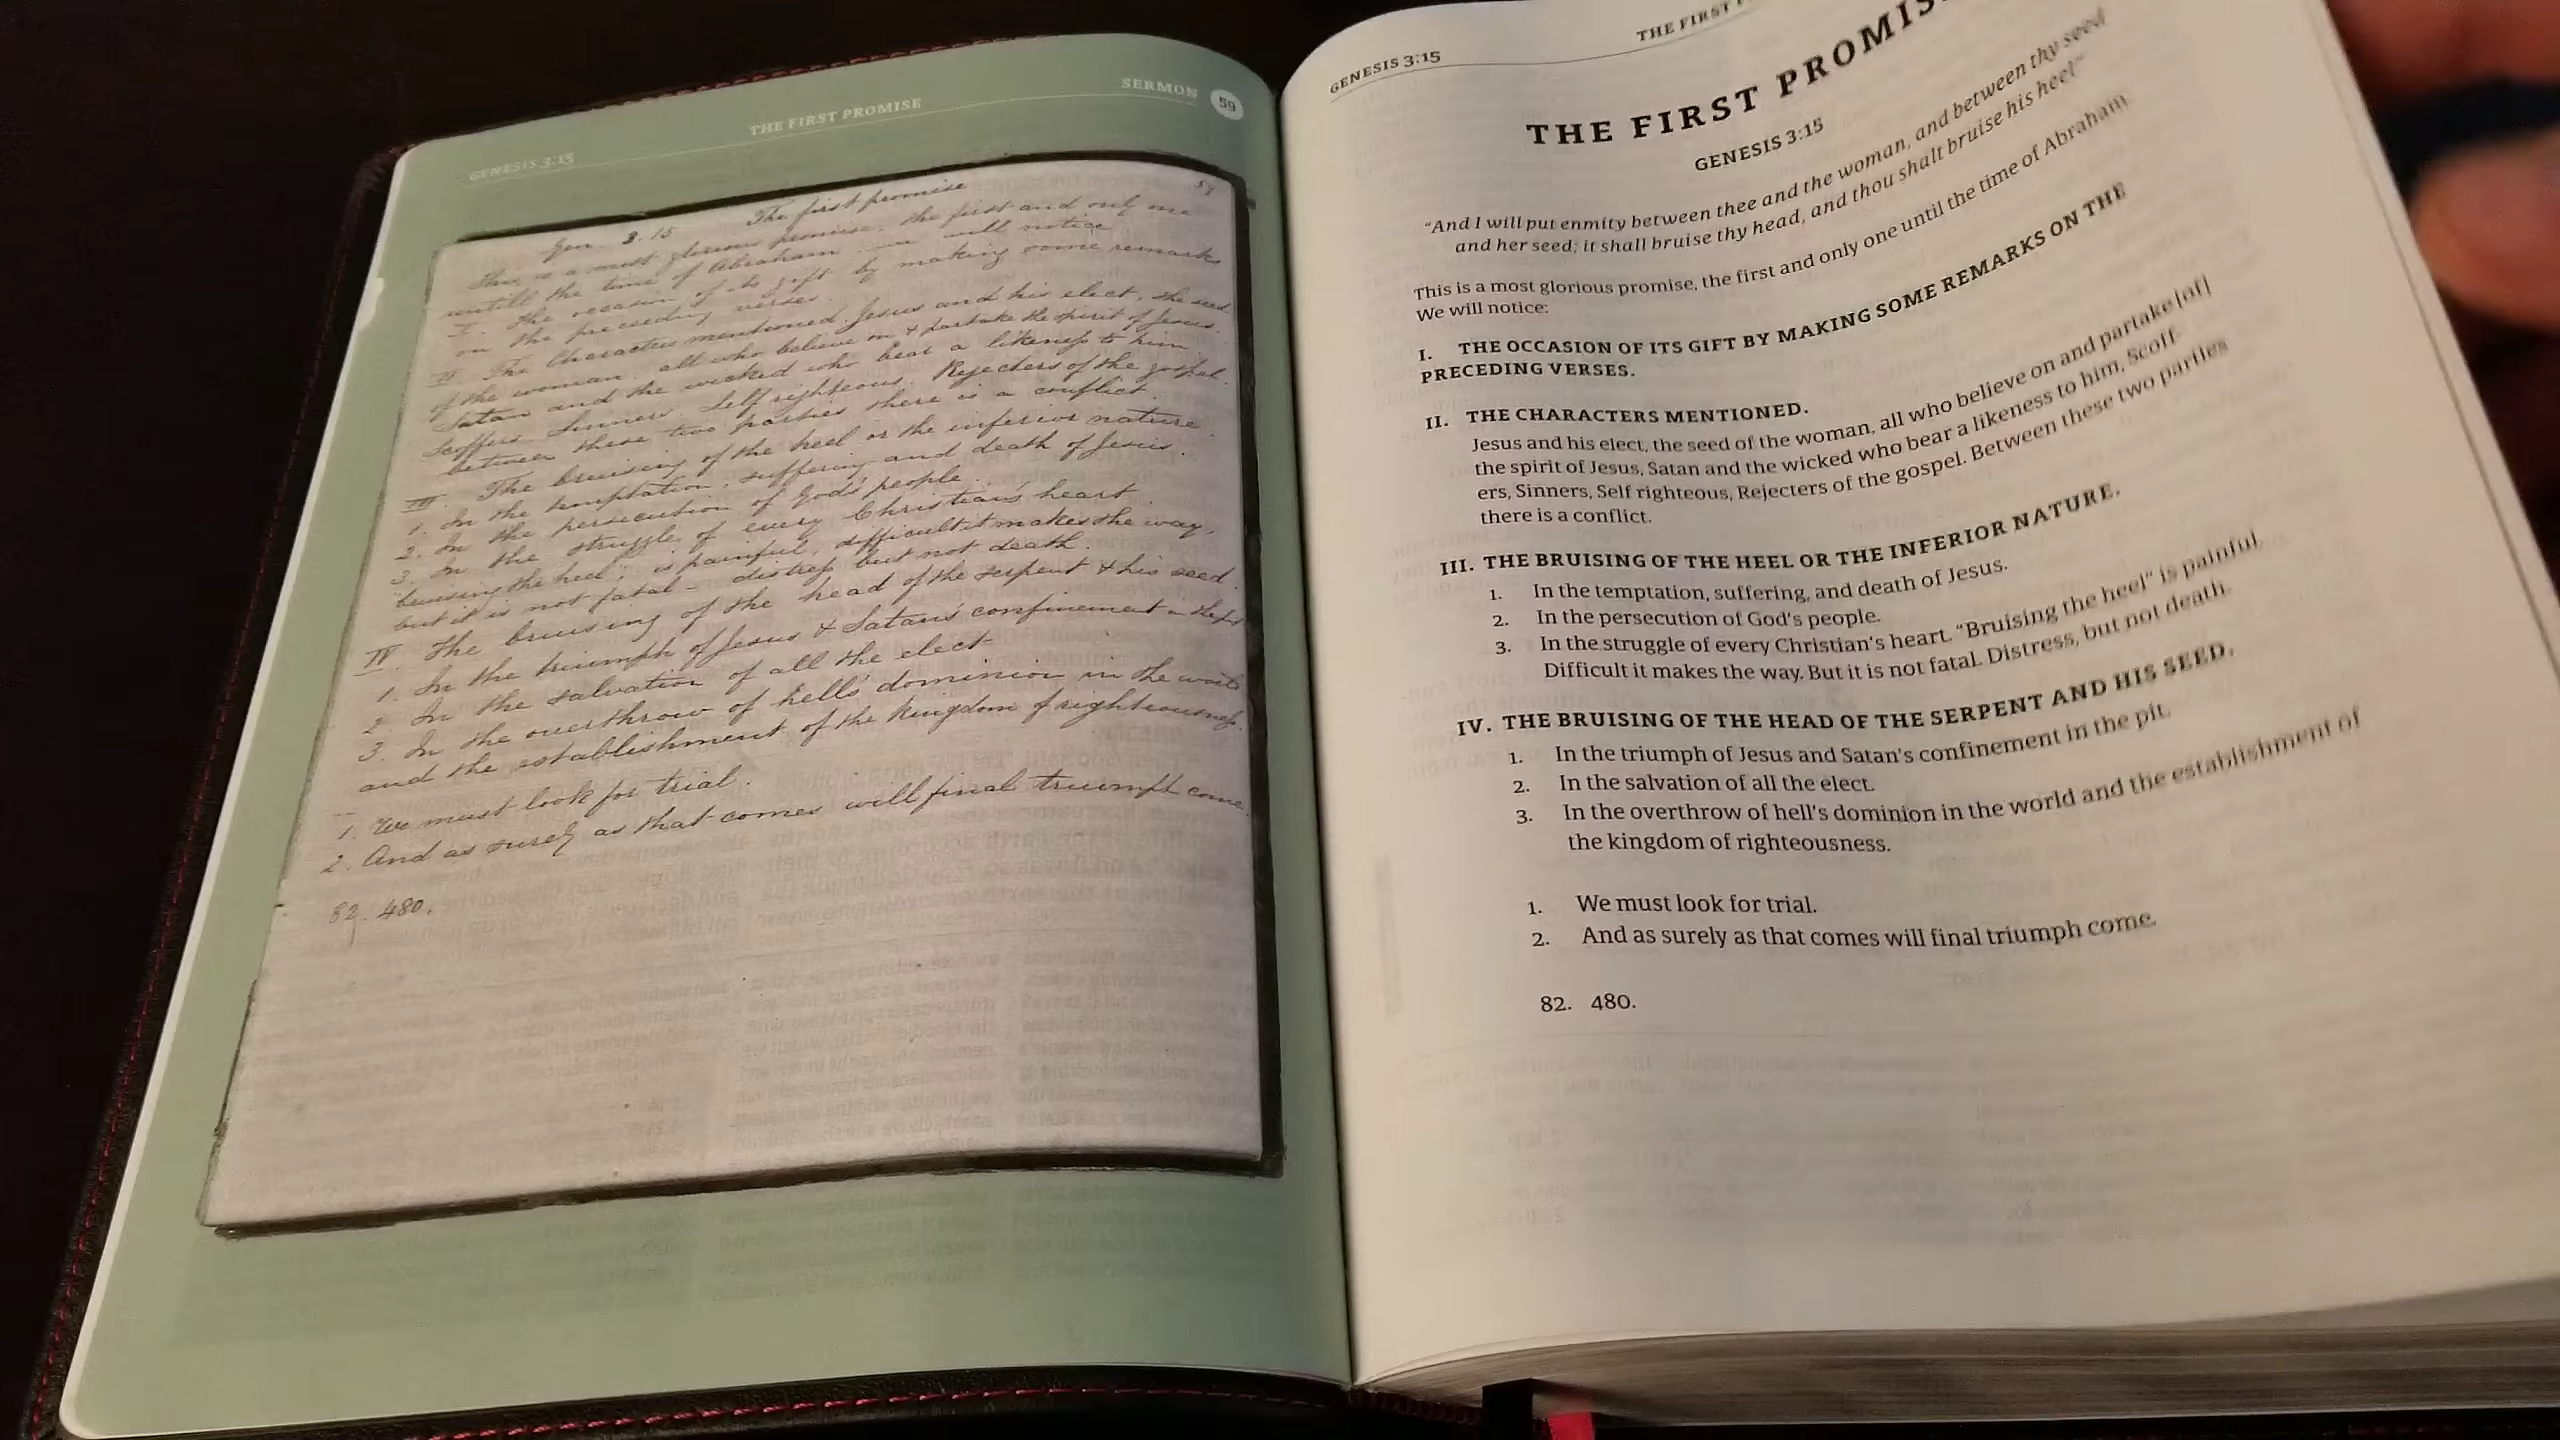 GENESIS 3:15
THE FIRST PROMISE
SERMON 59
The first promise 59
Gen. 3.15
This is a most glorious promise, the first and only one
untill the time of Abraham we will notice
I. The occasion of its gift by making some remarks
on the preceeding verses.
II. The Characters mentioned. Jesus and his elect, the seed
of the woman. all who believe on & partake the spirit of Jesus.
Satan and the wicked who bear a likeness to him
Scoffers. Sinners. Self righteous. Rejecters of the gospel.
between these two parties there is a conflict.
III. The bruising of the heel or the inferior nature.
1. In the temptation, suffering and death of Jesus.
2. In the persecution of God's people.
3. In the struggle of every Christian's heart.
"bruising the heel", is painful, difficult it makes the way,
but it is not fatal – distress but not death.
IV. The bruising of the head of the serpent & his seed.
1. In the triumph of Jesus & Satan's confinement in the pit
2. In the salvation of all the elect
3. In the overthrow of hell's dominion in the
and the establishment of the kingdom of righteousness.
1. We must look for trial.
2. And as surely as that comes will final triumph come
82. 480.
GENESIS 3:15
THE FIRST
THE FIRST PROMIS
GENESIS 3:15
"And I will put enmity between thee and the woman, and between thy seed
and her seed; it shall bruise thy head, and thou shalt bruise his heel"
This is a most glorious promise, the first and only one until the time of Abraham
We will notice:
I. THE OCCASION OF ITS GIFT BY MAKING SOME REMARKS ON THE
PRECEDING VERSES.
II. THE CHARACTERS MENTIONED.
Jesus and his elect, the seed of the woman, all who believe on and partake [of]
the spirit of Jesus, Satan and the wicked who bear a likeness to him, Scoff-
ers, Sinners, Self righteous, Rejecters of the gospel. Between these two parties
there is a conflict.
III. THE BRUISING OF THE HEEL OR THE INFERIOR NATURE.
1. In the temptation, suffering, and death of Jesus.
2. In the persecution of God's people.
3. In the struggle of every Christian's heart. "Bruising the heel" is painful.
Difficult it makes the way. But it is not fatal. Distress, but not death.
IV. THE BRUISING OF THE HEAD OF THE SERPENT AND HIS SEED.
1. In the triumph of Jesus and Satan's confinement in the pit.
2. In the salvation of all the elect.
3. In the overthrow of hell's dominion in the world and the establishment of
the kingdom of righteousness.
1. We must look for trial.
2. And as surely as that comes will final triumph come.
82. 480.